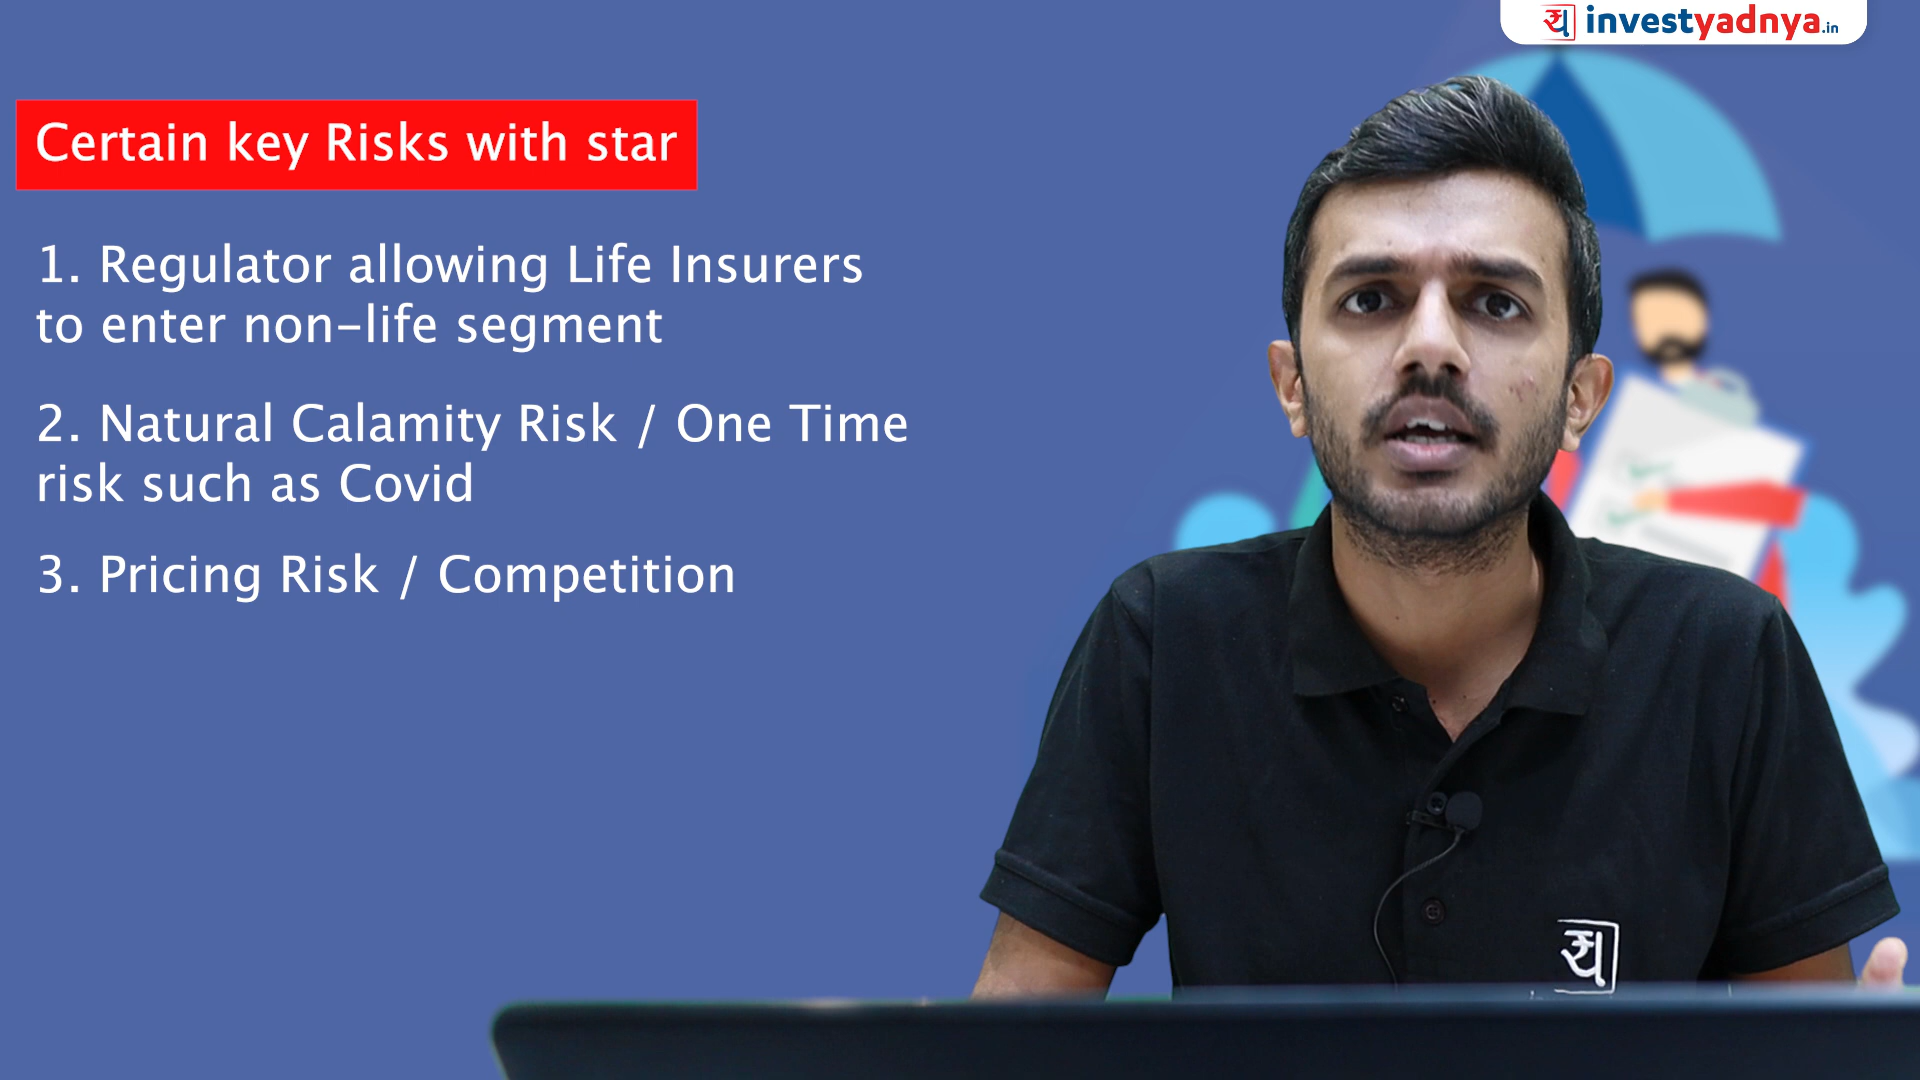 investyadnya.in
Certain key Risks with star
1. Regulator allowing Life Insurers
to enter non-life segment
2. Natural Calamity Risk / One Time
risk such as Covid
3. Pricing Risk / Competition